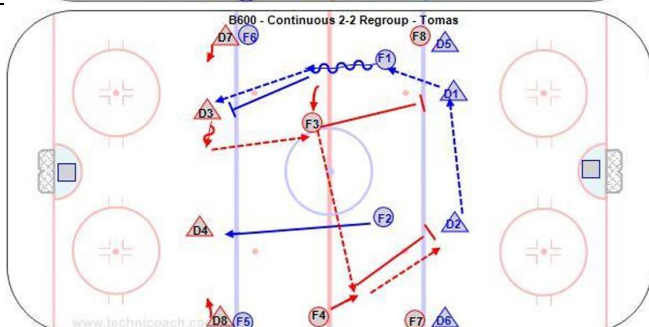 B600 - Continuous 2-2 Regroup - Tomas
D7 F6 F8 D5
F1
D3 D1
F3
D4 F2 D2
www.technicoach.com
D8 F5 F4 F7 D6